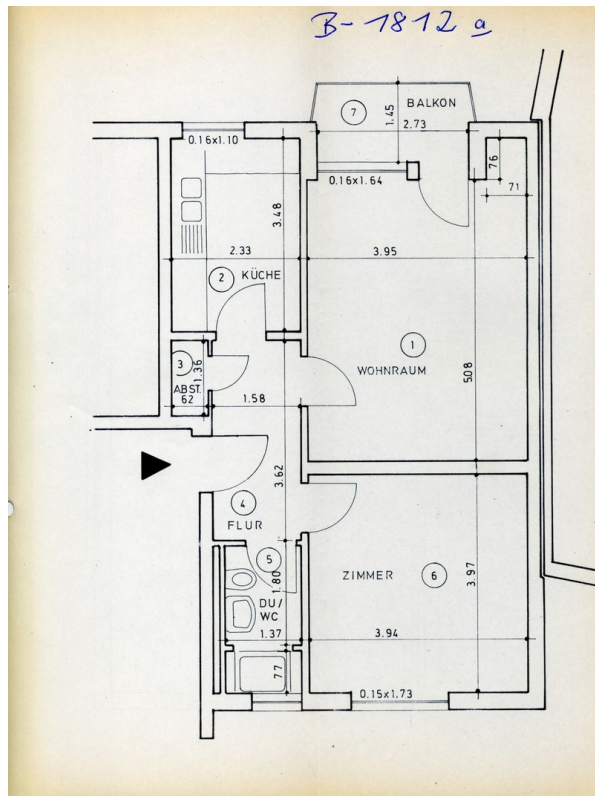 B-1812 a
7
BALKON
1.45
2.73
0.16x1.10
0.16x1.64
76
71
3.48
2.33
3.95
2
KÜCHE
3
1.36
ABST.
62
1
WOHNRAUM
5.08
1.58
3.62
4
FLUR
5
1.80
ZIMMER
6
3.97
DU/
WC
1.37
3.94
77
0.15x1.73